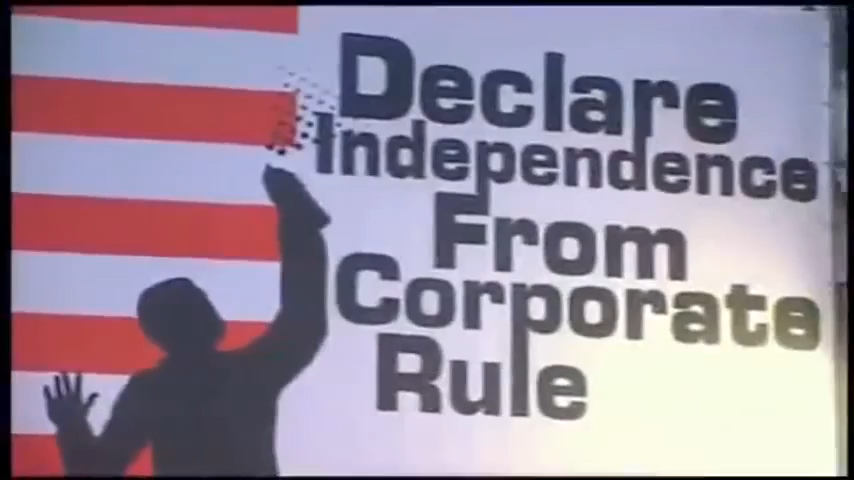 Declare
Independence
From
Corporate
Rule